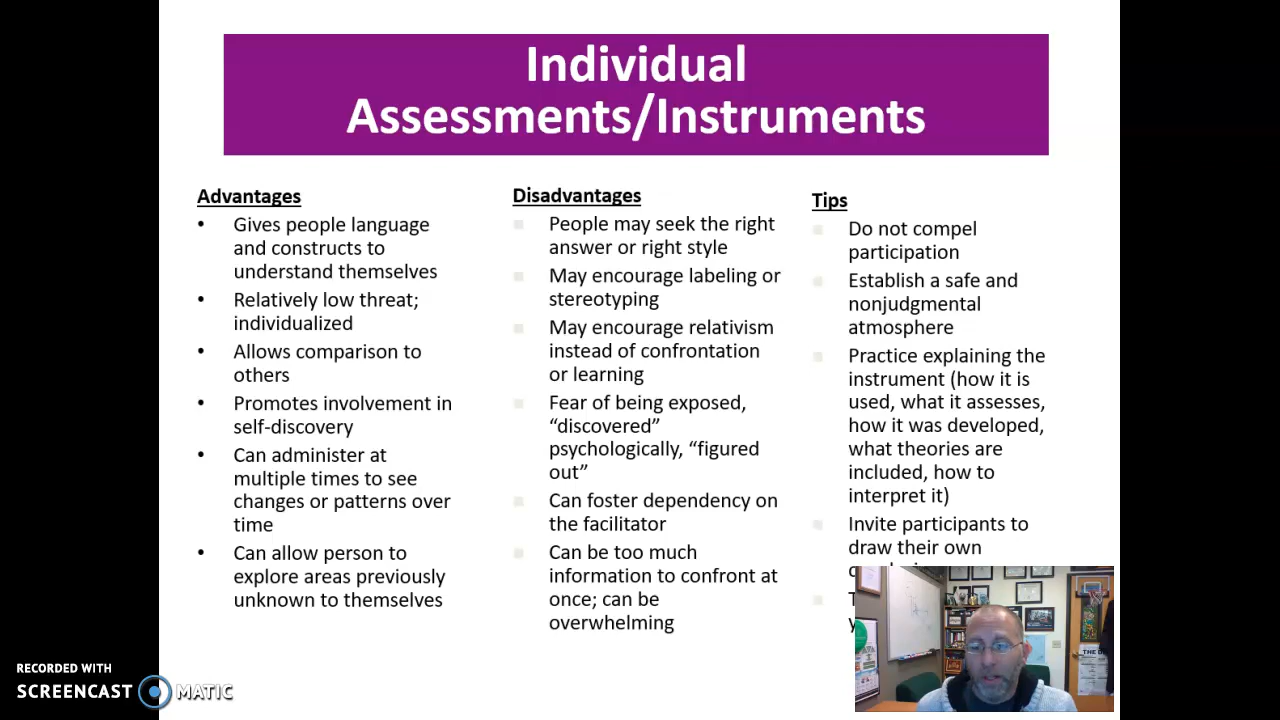 Individual
Assessments/Instruments
Advantages
• Gives people language
and constructs to
understand themselves
• Relatively low threat;
individualized
• Allows comparison to
others
• Promotes involvement in
self-discovery
• Can administer at
multiple times to see
changes or patterns over
time
• Can allow person to
explore areas previously
unknown to themselves
Disadvantages
People may seek the right
answer or right style
May encourage labeling or
stereotyping
May encourage relativism
instead of confrontation
or learning
Fear of being exposed,
“discovered”
psychologically, “figured
out”
Can foster dependency on
the facilitator
Can be too much
information to confront at
once; can be
overwhelming
Tips
Do not compel
participation
Establish a safe and
nonjudgmental
atmosphere
Practice explaining the
instrument (how it is
used, what it assesses,
how it was developed,
what theories are
included, how to
interpret it)
Invite participants to
draw their own
RECORDED WITH
SCREENCAST MATIC
THE